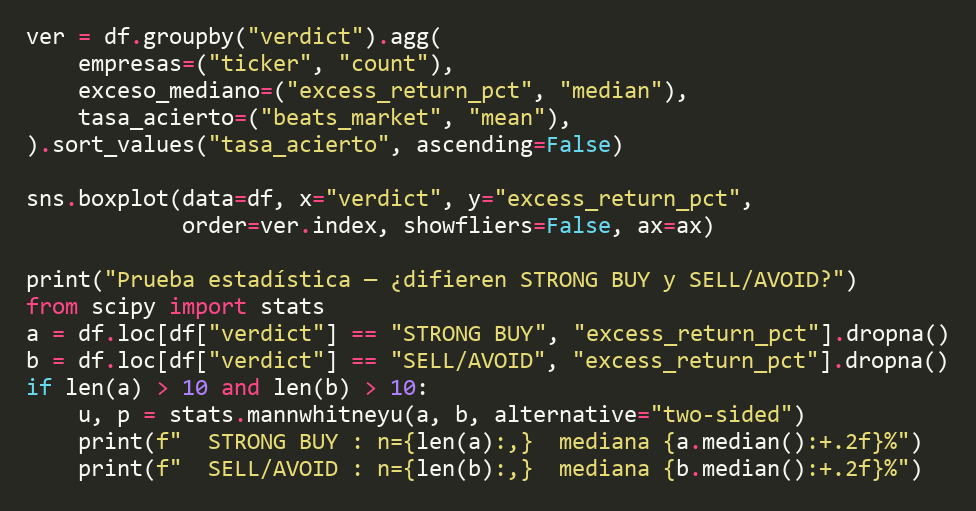 ver = df.groupby("verdict").agg(
    empresas=("ticker", "count"),
    exceso_mediano=("excess_return_pct", "median"),
    tasa_acierto=("beats_market", "mean"),
).sort_values("tasa_acierto", ascending=False)

sns.boxplot(data=df, x="verdict", y="excess_return_pct",
            order=ver.index, showfliers=False, ax=ax)

print("Prueba estadística — ¿difieren STRONG BUY y SELL/AVOID?")
from scipy import stats
a = df.loc[df["verdict"] == "STRONG BUY", "excess_return_pct"].dropna()
b = df.loc[df["verdict"] == "SELL/AVOID", "excess_return_pct"].dropna()
if len(a) > 10 and len(b) > 10:
    u, p = stats.mannwhitneyu(a, b, alternative="two-sided")
    print(f"  STRONG BUY : n={len(a):,}  mediana {a.median():+.2f}%")
    print(f"  SELL/AVOID : n={len(b):,}  mediana {b.median():+.2f}%")